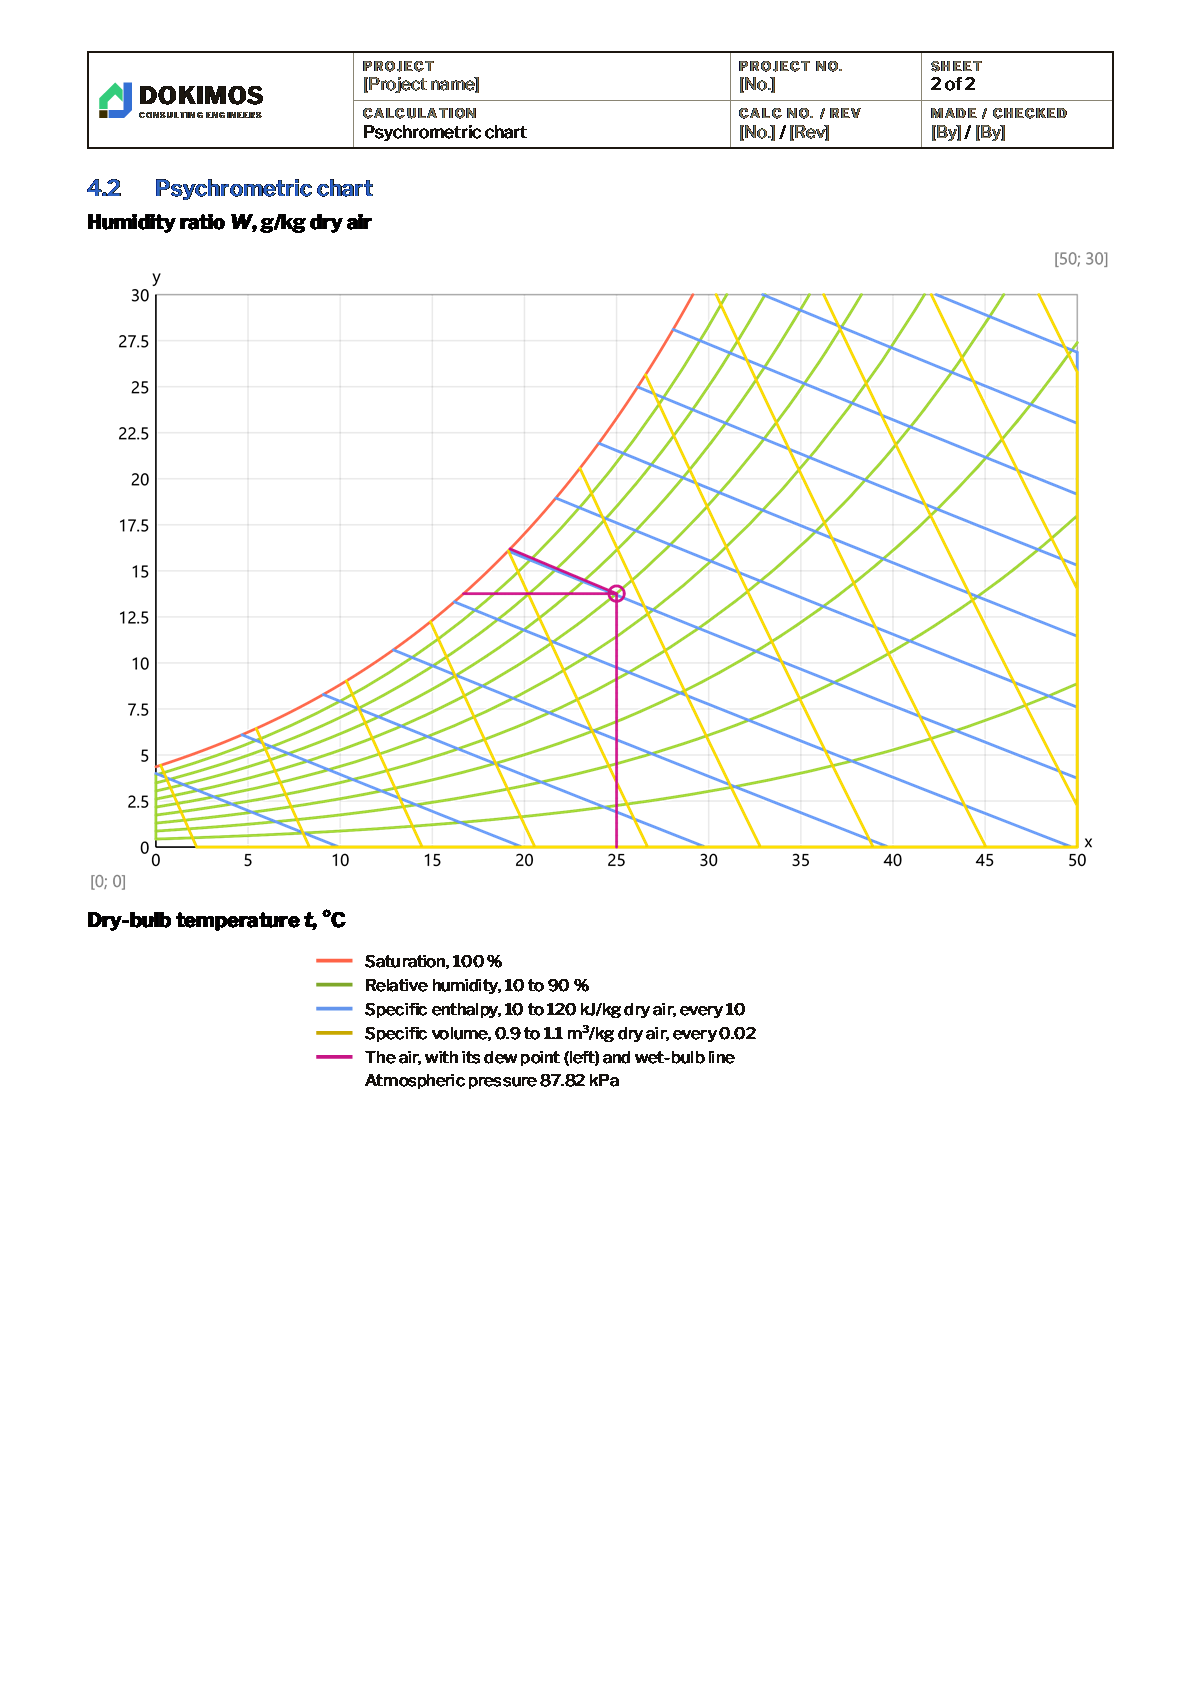 DOKIMOS
CONSULTING ENGINEERS
PROJECT
[Project name]
PROJECT NO.
[No.]
SHEET
2 of 2
CALCULATION
Psychrometric chart
CALC NO. / REV
[No.] / [Rev]
MADE / CHECKED
[By] / [By]
4.2 Psychrometric chart
Humidity ratio W, g/kg dry air
[50; 30]
y
30
27.5
25
22.5
20
17.5
15
12.5
10
7.5
5
2.5
0
x
0 5 10 15 20 25 30 35 40 45 50
[0; 0]
Dry-bulb temperature t, °C
Saturation, 100 %
Relative humidity, 10 to 90 %
Specific enthalpy, 10 to 120 kJ/kg dry air, every 10
Specific volume, 0.9 to 1.1 m³/kg dry air, every 0.02
The air, with its dew point (left) and wet-bulb line
Atmospheric pressure 87.82 kPa